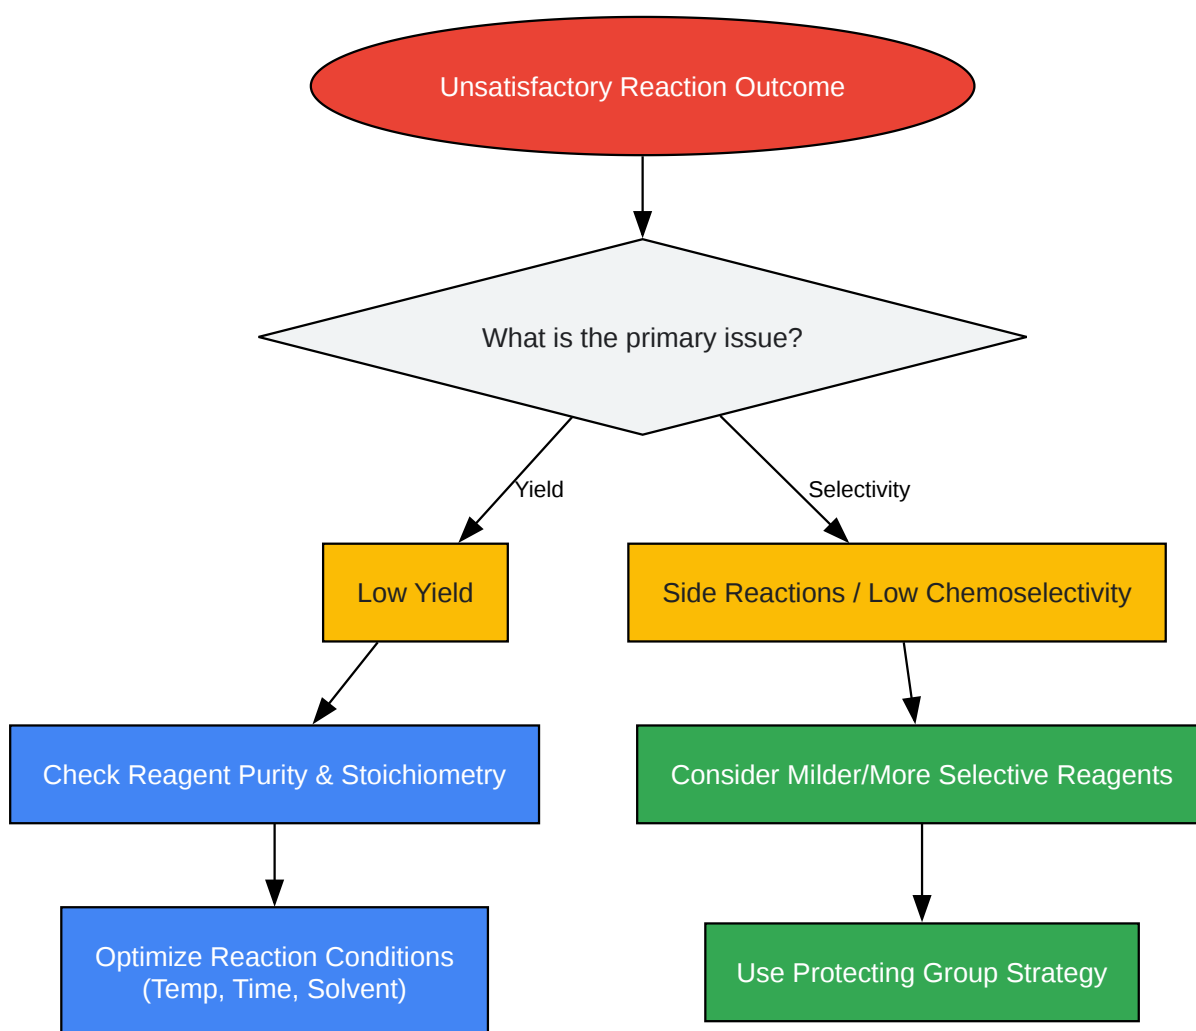 Unsatisfactory Reaction Outcome
What is the primary issue?
Yield
Selectivity
Low Yield
Side Reactions / Low Chemoselectivity
Check Reagent Purity & Stoichiometry
Consider Milder/More Selective Reagents
Optimize Reaction Conditions
(Temp, Time, Solvent)
Use Protecting Group Strategy